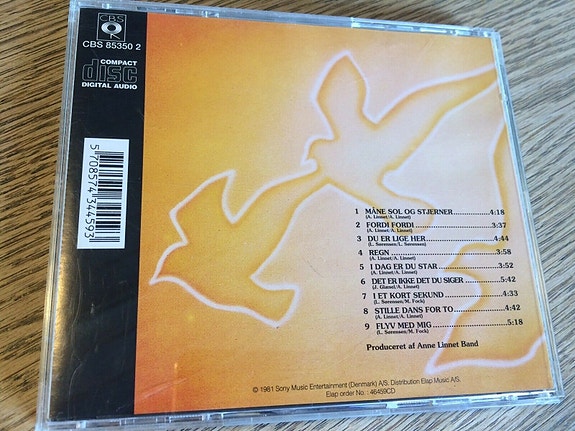 CBS
CBS 85350 2
COMPACT
disc
DIGITAL AUDIO
5708574344593
1 MÅNE SOL OG STJERNER 4:18
(A. Linnet/A. Linnet)
2 FORDI FORDI 3:37
(A. Linnet/A. Linnet)
3 DU ER LIGE HER 4:44
(L. Sørensen/L. Sørensen)
4 REGN 3:58
(A. Linnet/A. Linnet)
5 I DAG ER DU STAR 3:52
(A. Linnet/A. Linnet)
6 DET ER IKKE DET DU SIGER 5:42
(J. Glæsel/A. Linnet)
7 I ET KORT SEKUND 4:33
(L. Sørensen/M. Fock)
8 STILLE DANS FOR TO 4:42
(A. Linnet/A. Linnet)
9 FLYV MED MIG 5:18
(L. Sørensen/M. Fock)
Produceret af Anne Linnet Band
© 1981 Sony Music Entertainment (Denmark) A/S. Distribution Elap Music A/S.
Elap order No. : 46459CD